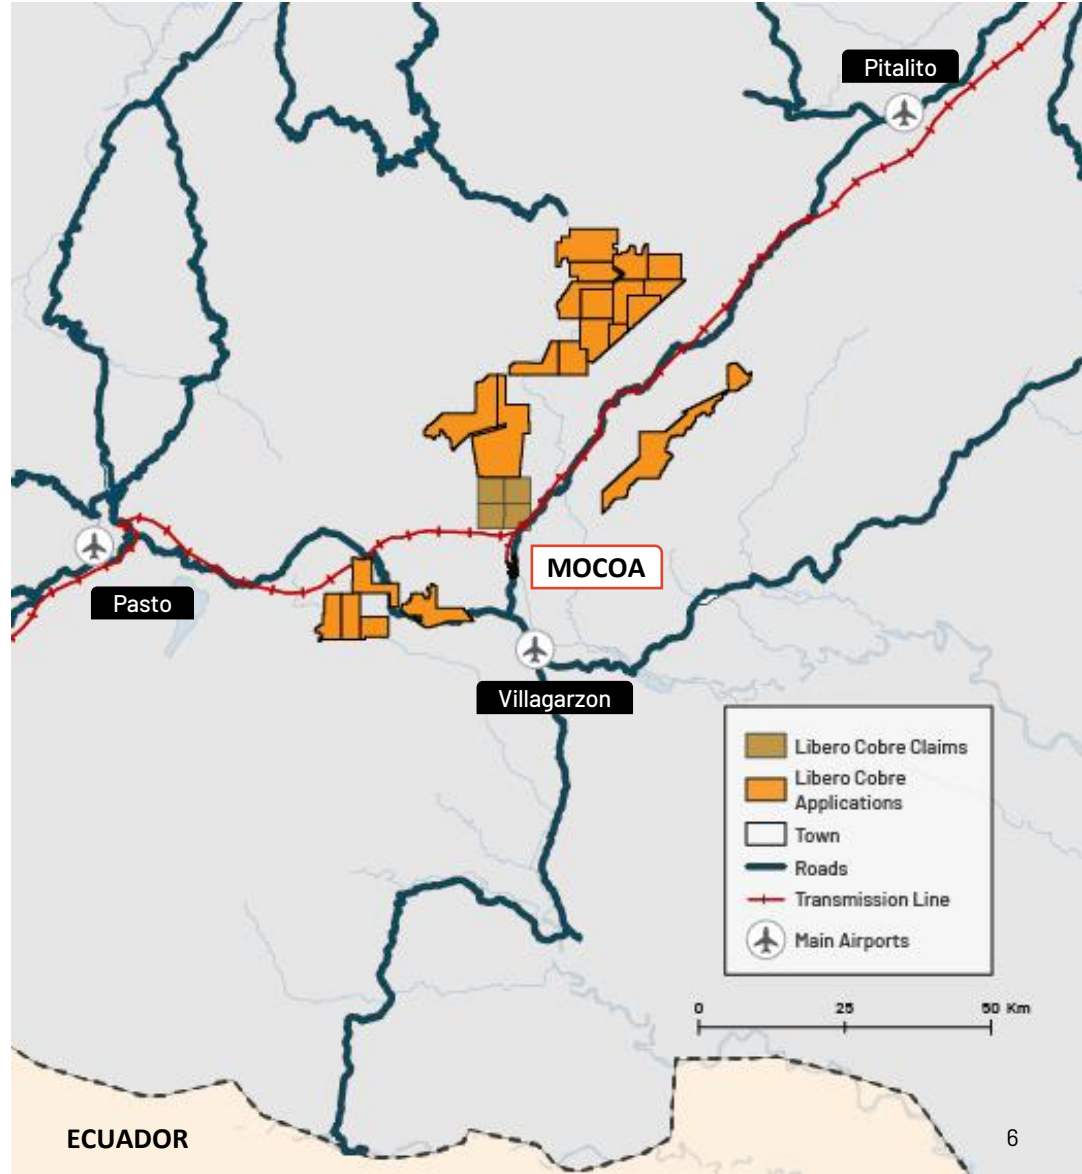 Pitalito
MOCOA
Pasto
Villagarzon
Libero Cobre Claims
Libero Cobre
Applications
Town
Roads
Transmission Line
Main Airports
0 25 50 Km
ECUADOR
6